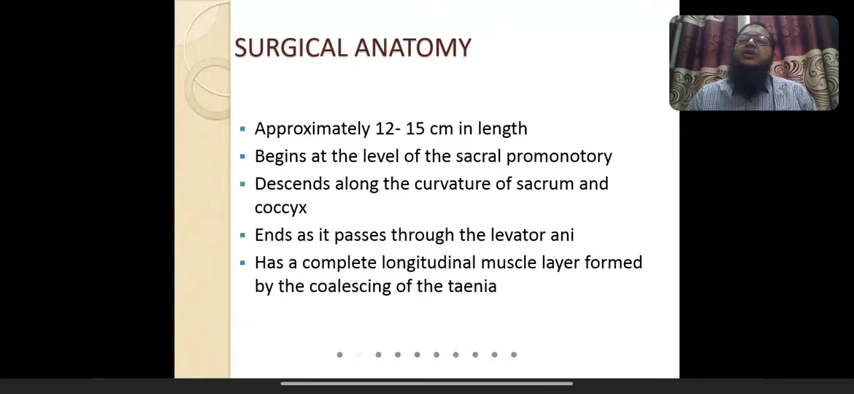 SURGICAL ANATOMY
Approximately 12- 15 cm in length
Begins at the level of the sacral promonotory
Descends along the curvature of sacrum and
coccyx
Ends as it passes through the levator ani
Has a complete longitudinal muscle layer formed
by the coalescing of the taenia